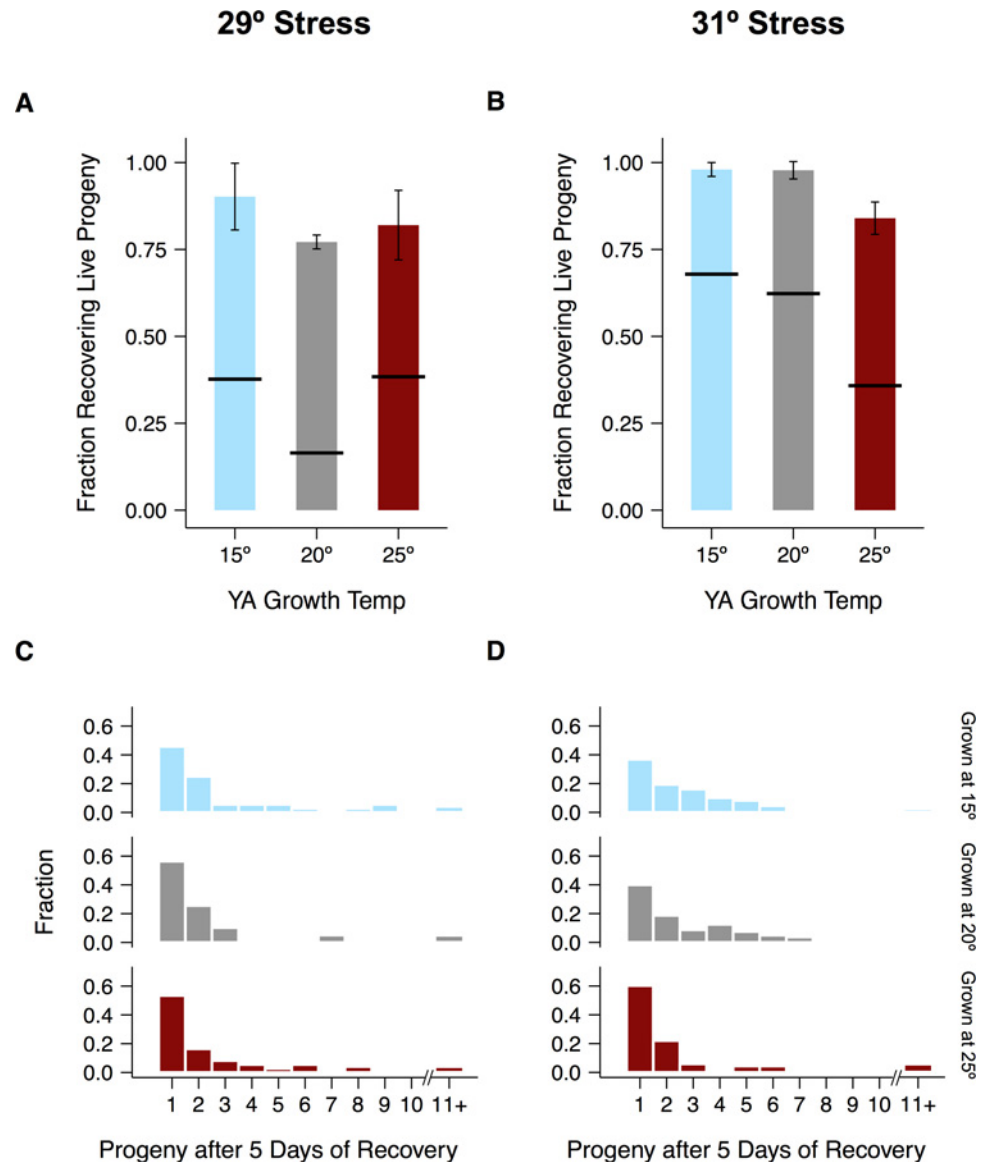 29º Stress
31º Stress
A
B
Fraction Recovering Live Progeny
1.00
0.75
0.50
0.25
0.00
15º 20º 25º
YA Growth Temp
Fraction Recovering Live Progeny
1.00
0.75
0.50
0.25
0.00
15º 20º 25º
YA Growth Temp
C
D
Fraction
0.6
0.4
0.2
0.0
0.6
0.4
0.2
0.0
0.6
0.4
0.2
0.0
1 2 3 4 5 6 7 8 9 10 11+
Progeny after 5 Days of Recovery
0.6
0.4
0.2
0.0
0.6
0.4
0.2
0.0
0.6
0.4
0.2
0.0
Grown at 15º
Grown at 20º
Grown at 25º
1 2 3 4 5 6 7 8 9 10 11+
Progeny after 5 Days of Recovery